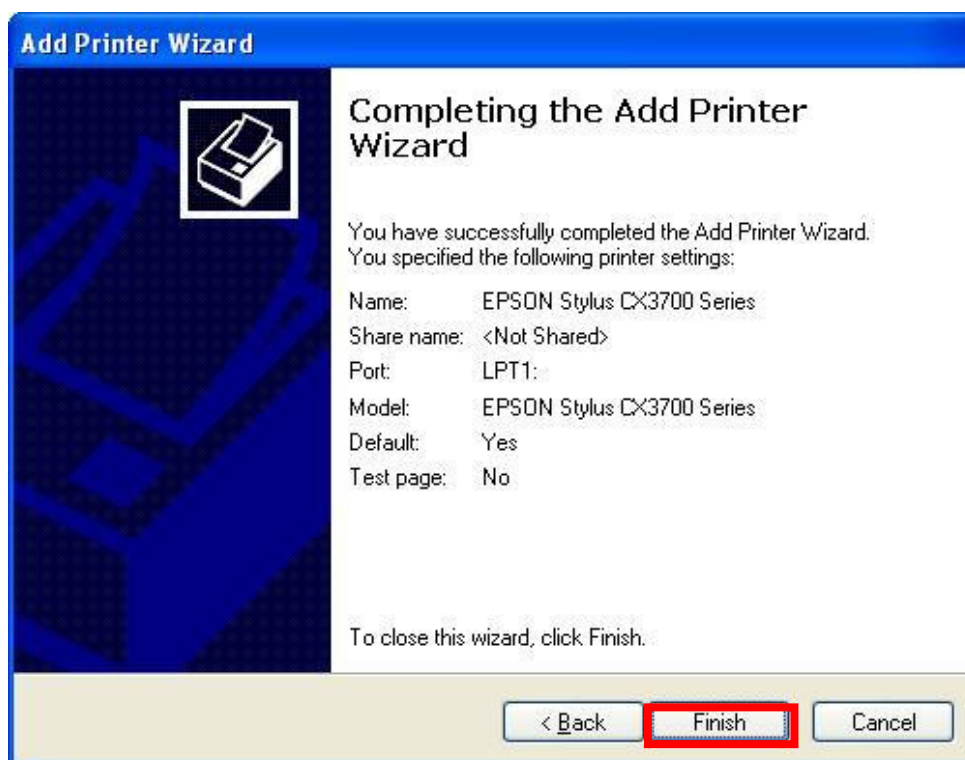 Add Printer Wizard
Completing the Add Printer
Wizard
You have successfully completed the Add Printer Wizard.
You specified the following printer settings:
Name: EPSON Stylus CX3700 Series
Share name: <Not Shared>
Port: LPT1:
Model: EPSON Stylus CX3700 Series
Default: Yes
Test page: No
To close this wizard, click Finish.
< Back Finish Cancel